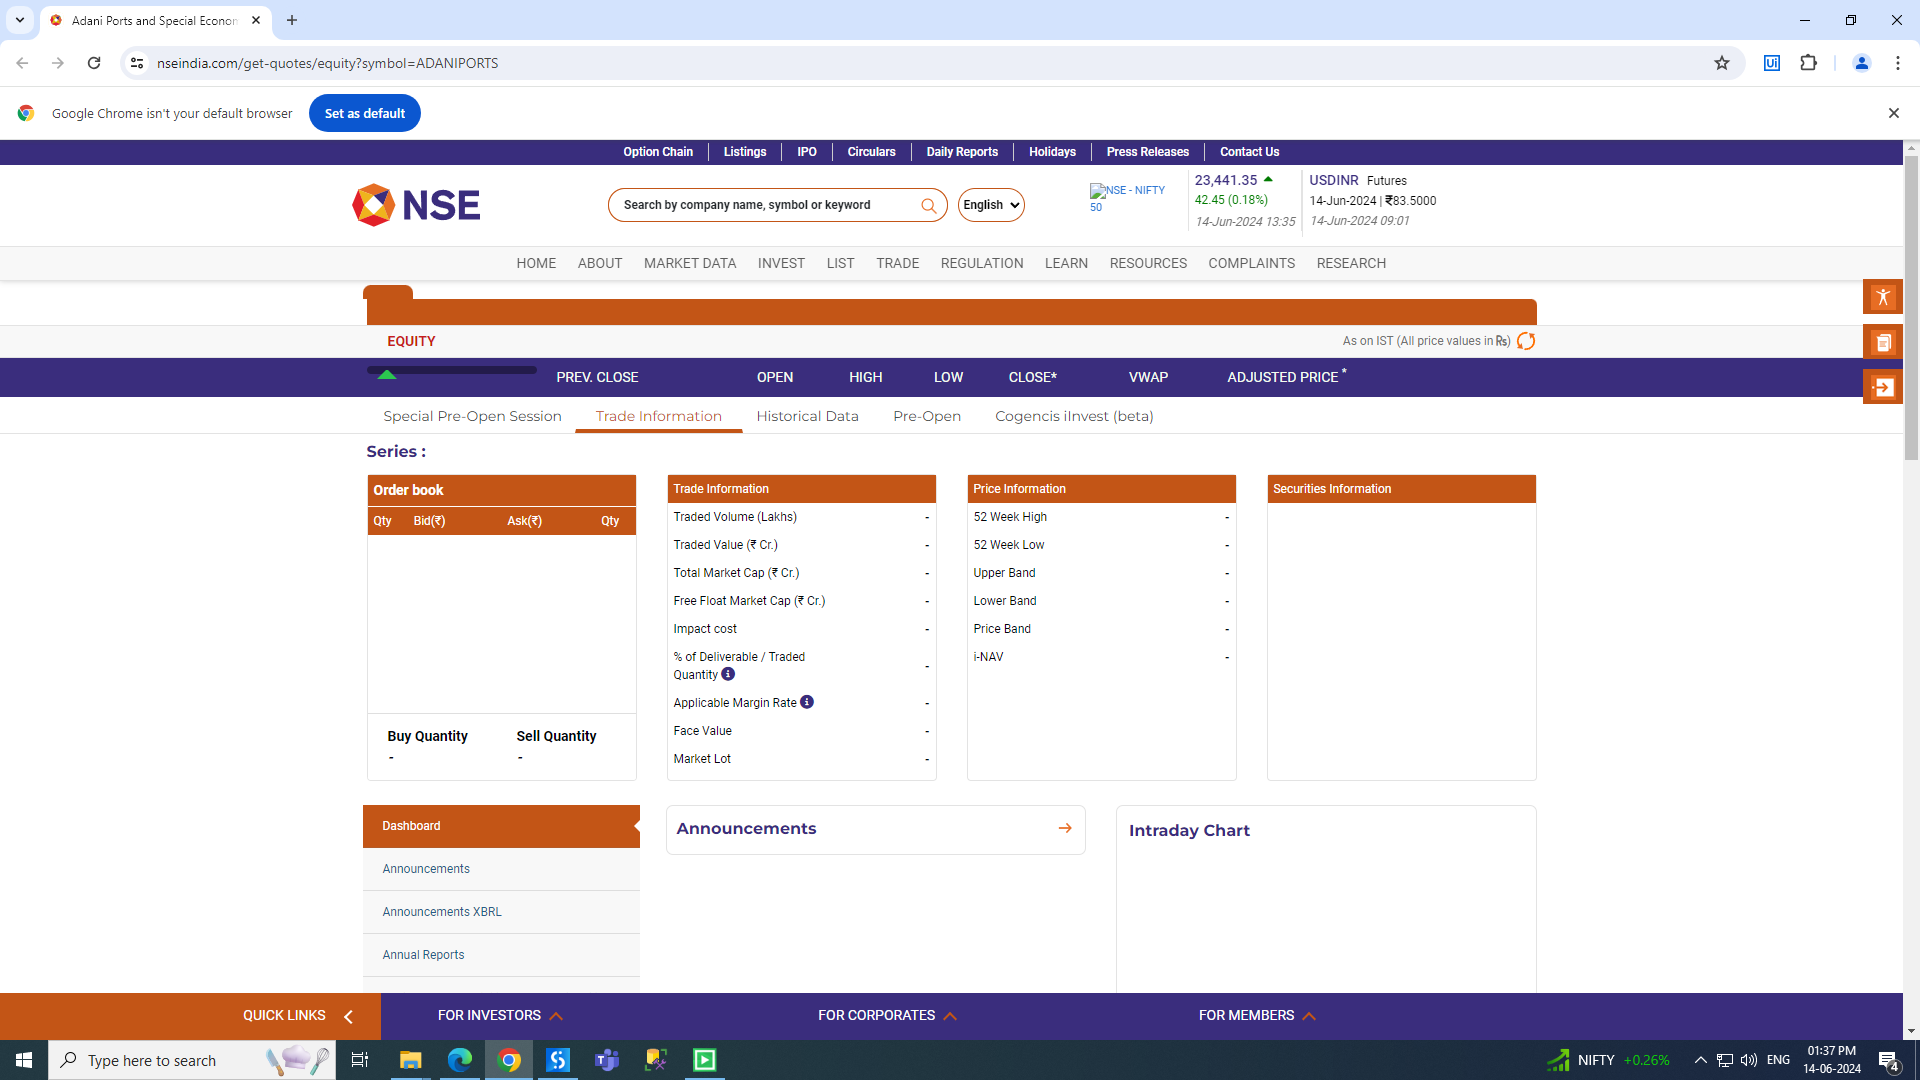 Adani Ports and Special Econom
nseindia.com/get-quotes/equity?symbol=ADANIPORTS
Google Chrome isn't your default browser
Set as default
Option Chain
Listings
IPO
Circulars
Daily Reports
Holidays
Press Releases
Contact Us
NSE
Search by company name, symbol or keyword
English
NSE - NIFTY
50
23,441.35
42.45 (0.18%)
14-Jun-2024 13:35
USDINR Futures
14-Jun-2024 | ₹83.5000
14-Jun-2024 09:01
HOME
ABOUT
MARKET DATA
INVEST
LIST
TRADE
REGULATION
LEARN
RESOURCES
COMPLAINTS
RESEARCH
EQUITY
As on IST (All price values in ₨)
PREV. CLOSE
OPEN
HIGH
LOW
CLOSE*
VWAP
ADJUSTED PRICE *
Special Pre-Open Session
Trade Information
Historical Data
Pre-Open
Cogencis iInvest (beta)
Series :
Order book
Qty Bid(₹) Ask(₹) Qty
Buy Quantity Sell Quantity
- -
Trade Information
Traded Volume (Lakhs) -
Traded Value (₹ Cr.) -
Total Market Cap (₹ Cr.) -
Free Float Market Cap (₹ Cr.) -
Impact cost -
% of Deliverable / Traded
Quantity -
Applicable Margin Rate -
Face Value -
Market Lot -
Price Information
52 Week High -
52 Week Low -
Upper Band -
Lower Band -
Price Band -
i-NAV -
Securities Information
Dashboard
Announcements
Announcements XBRL
Annual Reports
Announcements
Intraday Chart
QUICK LINKS
FOR INVESTORS
FOR CORPORATES
FOR MEMBERS
Type here to search
NIFTY +0.26%
ENG
01:37 PM
14-06-2024
4